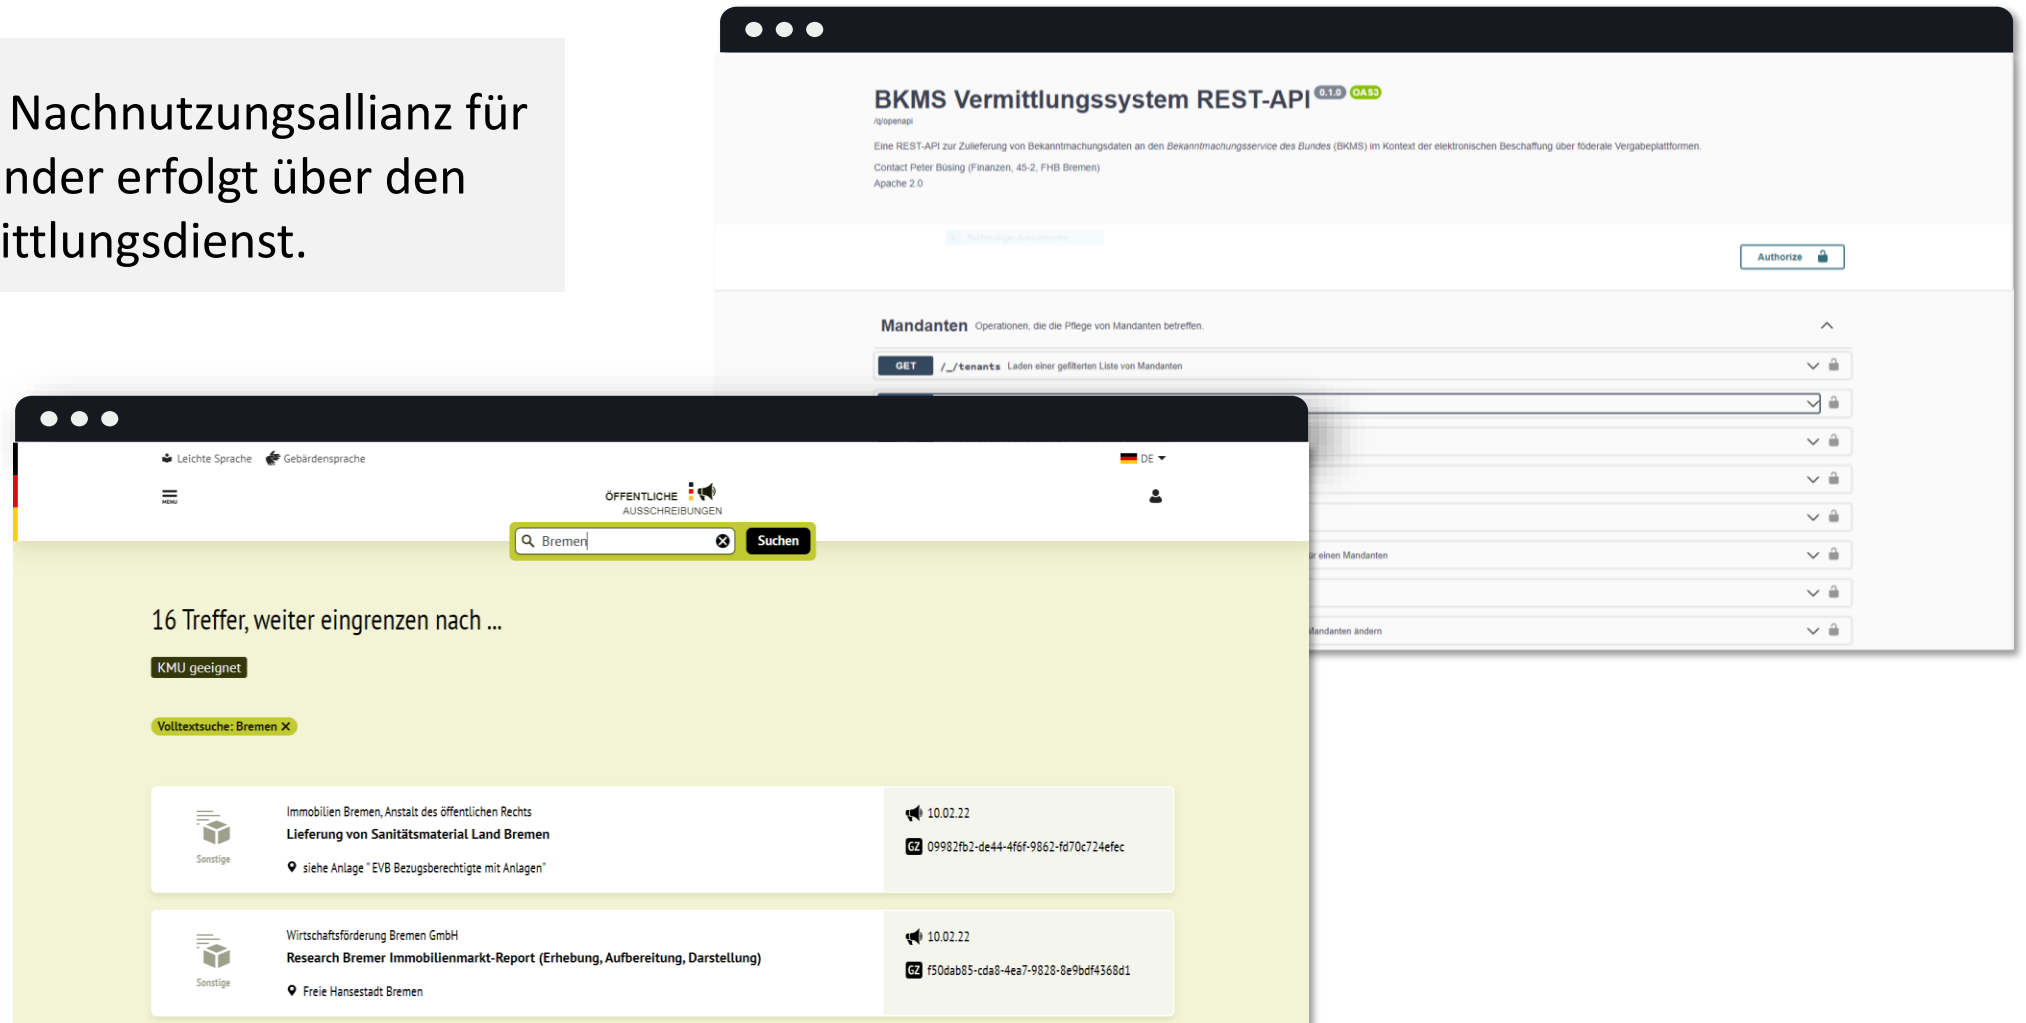 Nachnutzungsallianz für
nder erfolgt über den
ittlungsdienst.
BKMS Vermittlungssystem REST-API 0.1.0 OAS3
/q/openapi
Eine REST-API zur Zulieferung von Bekanntmachungsdaten an den Bekanntmachungsservice des Bundes (BKMS) im Kontext der elektronischen Beschaffung über föderale Vergabeplattformen.
Contact Peter Büsing (Finanzen, 45-2, FHB Bremen)
Apache 2.0
Authorize
Mandanten Operationen, die die Pflege von Mandanten betreffen.
GET /_/tenants Laden einer gefilterten Liste von Mandanten
ür einen Mandanten
Mandanten ändern
Leichte Sprache Gebärdensprache DE
MENU
ÖFFENTLICHE
AUSSCHREIBUNGEN
Bremen Suchen
16 Treffer, weiter eingrenzen nach ...
KMU geeignet
Volltextsuche: Bremen X
Sonstige
Immobilien Bremen, Anstalt des öffentlichen Rechts
Lieferung von Sanitätsmaterial Land Bremen
siehe Anlage " EVB Bezugsberechtigte mit Anlagen"
10.02.22
GZ 09982fb2-de44-4f6f-9862-fd70c724efec
Sonstige
Wirtschaftsförderung Bremen GmbH
Research Bremer Immobilienmarkt-Report (Erhebung, Aufbereitung, Darstellung)
Freie Hansestadt Bremen
10.02.22
GZ f50dab85-cda8-4ea7-9828-8e9bdf4368d1